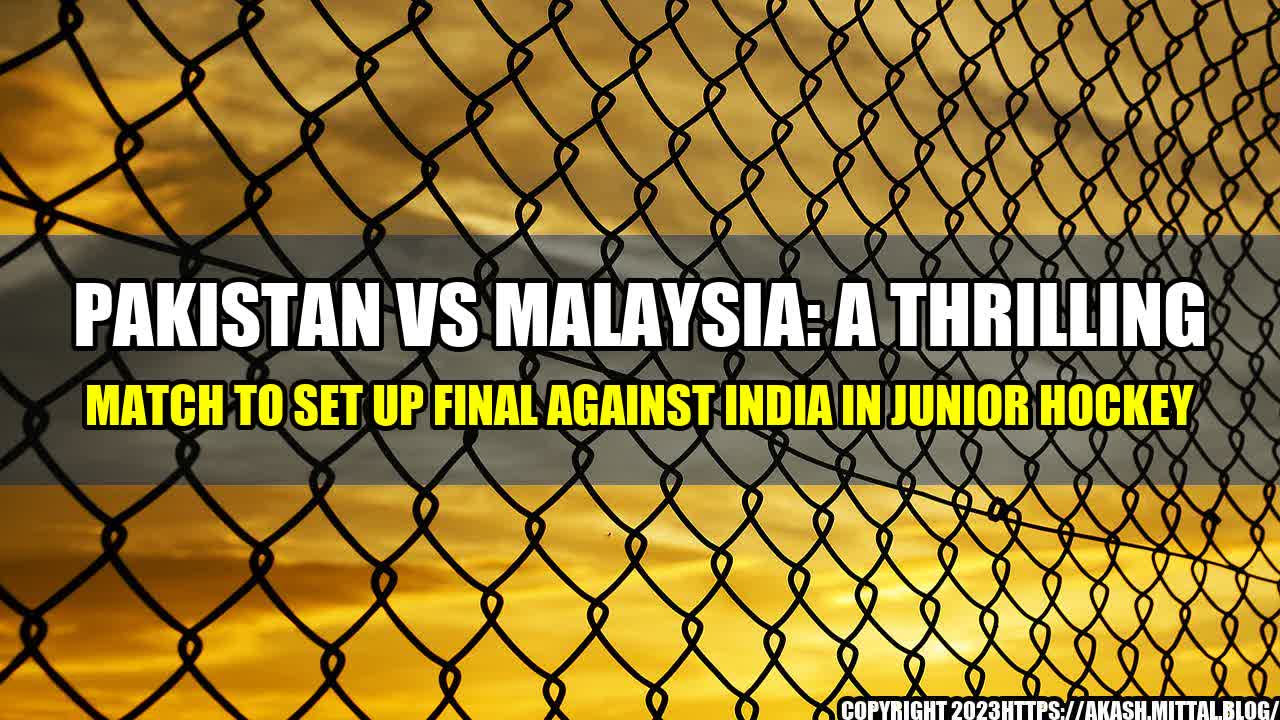 PAKISTAN VS MALAYSIA: A THRILLING
MATCH TO SET UP FINAL AGAINST INDIA IN JUNIOR HOCKEY
COPYRIGHT 2023HTTPS://AKASH.MITTAL.BLOG/